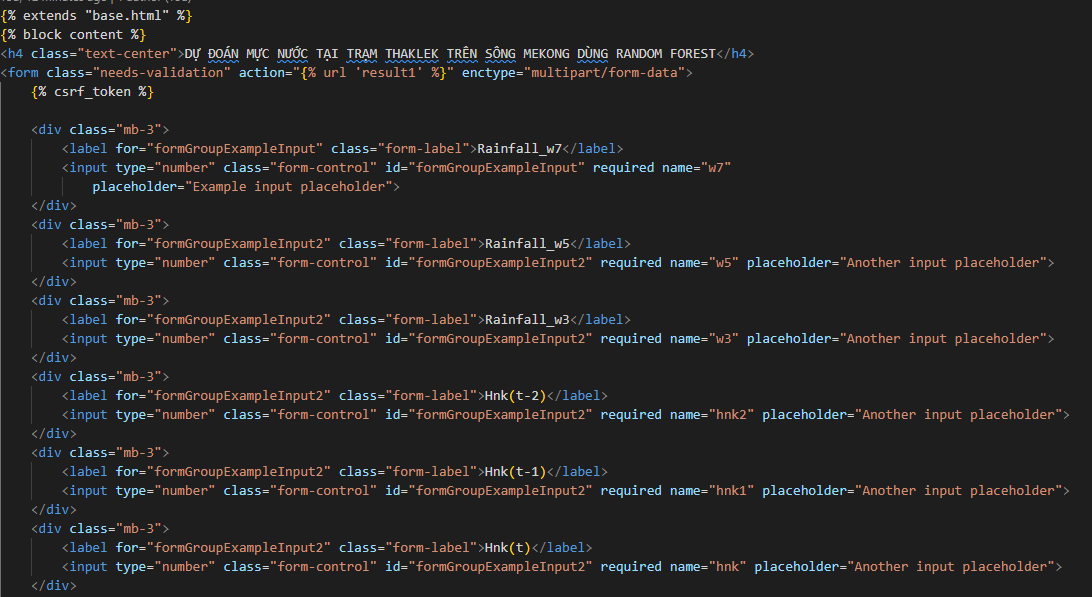 {% extends "base.html" %}
{% block content %}
<h4 class="text-center">DỰ ĐOÁN MỰC NƯỚC TẠI TRẠM THAKLEK TRÊN SÔNG MEKONG DÙNG RANDOM FOREST</h4>
<form class="needs-validation" action="{% url 'result1' %}" enctype="multipart/form-data">
    {% csrf_token %}

    <div class="mb-3">
        <label for="formGroupExampleInput" class="form-label">Rainfall_w7</label>
        <input type="number" class="form-control" id="formGroupExampleInput" required name="w7"
            placeholder="Example input placeholder">
    </div>
    <div class="mb-3">
        <label for="formGroupExampleInput2" class="form-label">Rainfall_w5</label>
        <input type="number" class="form-control" id="formGroupExampleInput2" required name="w5" placeholder="Another input placeholder">
    </div>
    <div class="mb-3">
        <label for="formGroupExampleInput2" class="form-label">Rainfall_w3</label>
        <input type="number" class="form-control" id="formGroupExampleInput2" required name="w3" placeholder="Another input placeholder">
    </div>
    <div class="mb-3">
        <label for="formGroupExampleInput2" class="form-label">Hnk(t-2)</label>
        <input type="number" class="form-control" id="formGroupExampleInput2" required name="hnk2" placeholder="Another input placeholder">
    </div>
    <div class="mb-3">
        <label for="formGroupExampleInput2" class="form-label">Hnk(t-1)</label>
        <input type="number" class="form-control" id="formGroupExampleInput2" required name="hnk1" placeholder="Another input placeholder">
    </div>
    <div class="mb-3">
        <label for="formGroupExampleInput2" class="form-label">Hnk(t)</label>
        <input type="number" class="form-control" id="formGroupExampleInput2" required name="hnk" placeholder="Another input placeholder">
    </div>